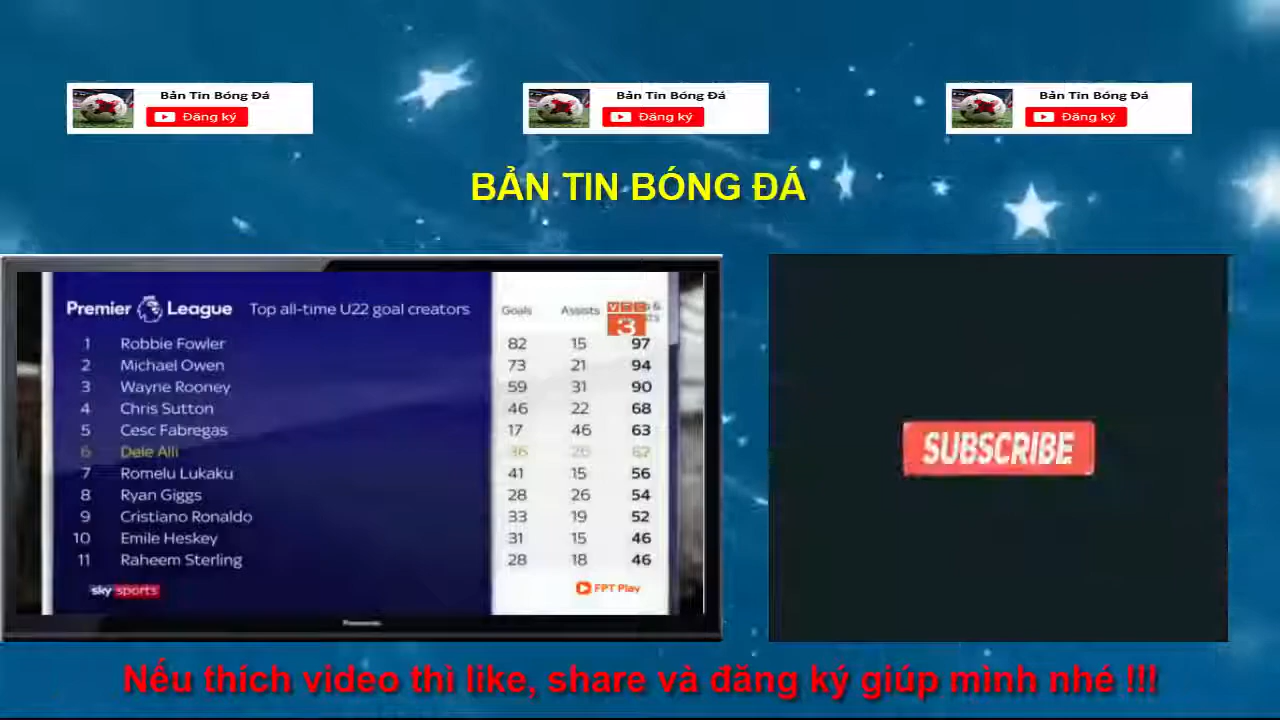 Bản Tin Bóng Đá
Đăng ký
Bản Tin Bóng Đá
Đăng ký
Bản Tin Bóng Đá
Đăng ký
BẢN TIN BÓNG ĐÁ
Premier League Top all-time U22 goal creators Goals Assists
3
1 Robbie Fowler 82 15 97
2 Michael Owen 73 21 94
3 Wayne Rooney 59 31 90
4 Chris Sutton 46 22 68
5 Cesc Fabregas 17 46 63
6 Dele Alli 36 26 62
7 Romelu Lukaku 41 15 56
8 Ryan Giggs 28 26 54
9 Cristiano Ronaldo 33 19 52
10 Emile Heskey 31 15 46
11 Raheem Sterling 28 18 46
sky sports
FPT Play
Panasonic
SUBSCRIBE
Nếu thích video thì like, share và đăng ký giúp mình nhé !!!